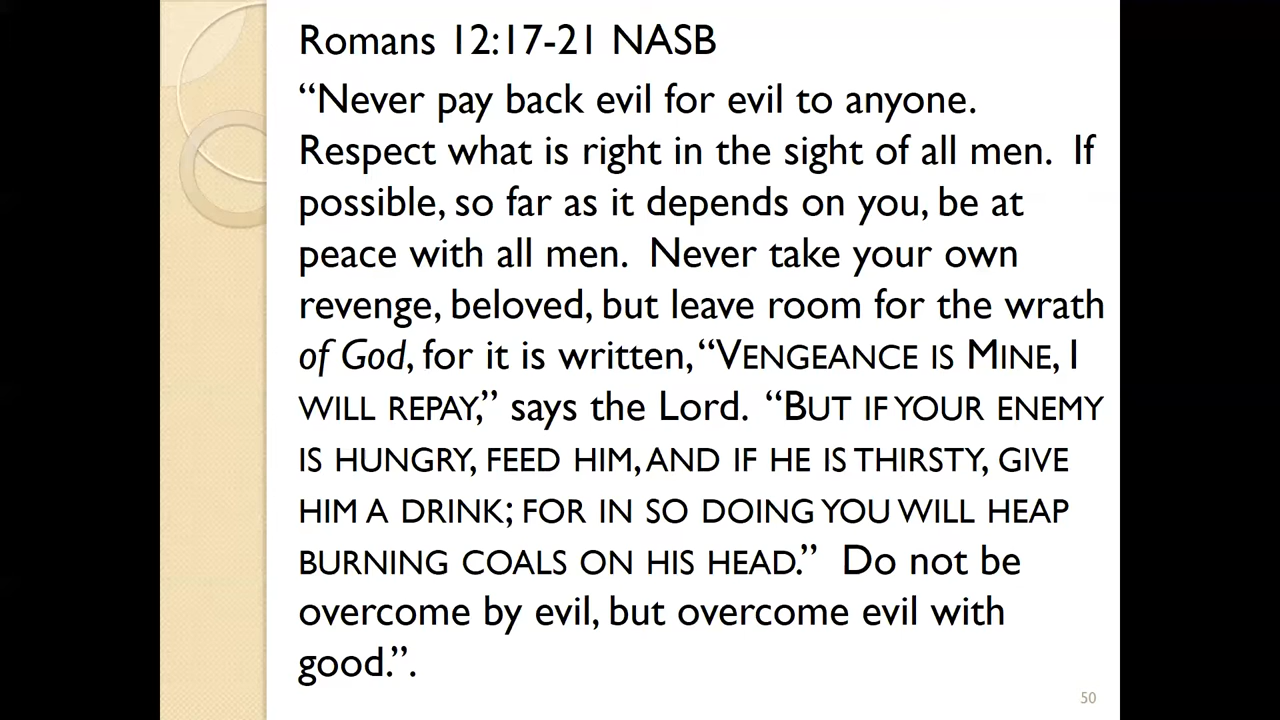 Romans 12:17-21 NASB
“Never pay back evil for evil to anyone.
Respect what is right in the sight of all men.  If
possible, so far as it depends on you, be at
peace with all men.  Never take your own
revenge, beloved, but leave room for the wrath
of God, for it is written, “VENGEANCE IS MINE, I
WILL REPAY,” says the Lord.  “BUT IF YOUR ENEMY
IS HUNGRY, FEED HIM, AND IF HE IS THIRSTY, GIVE
HIM A DRINK; FOR IN SO DOING YOU WILL HEAP
BURNING COALS ON HIS HEAD.”  Do not be
overcome by evil, but overcome evil with
good.”.
50